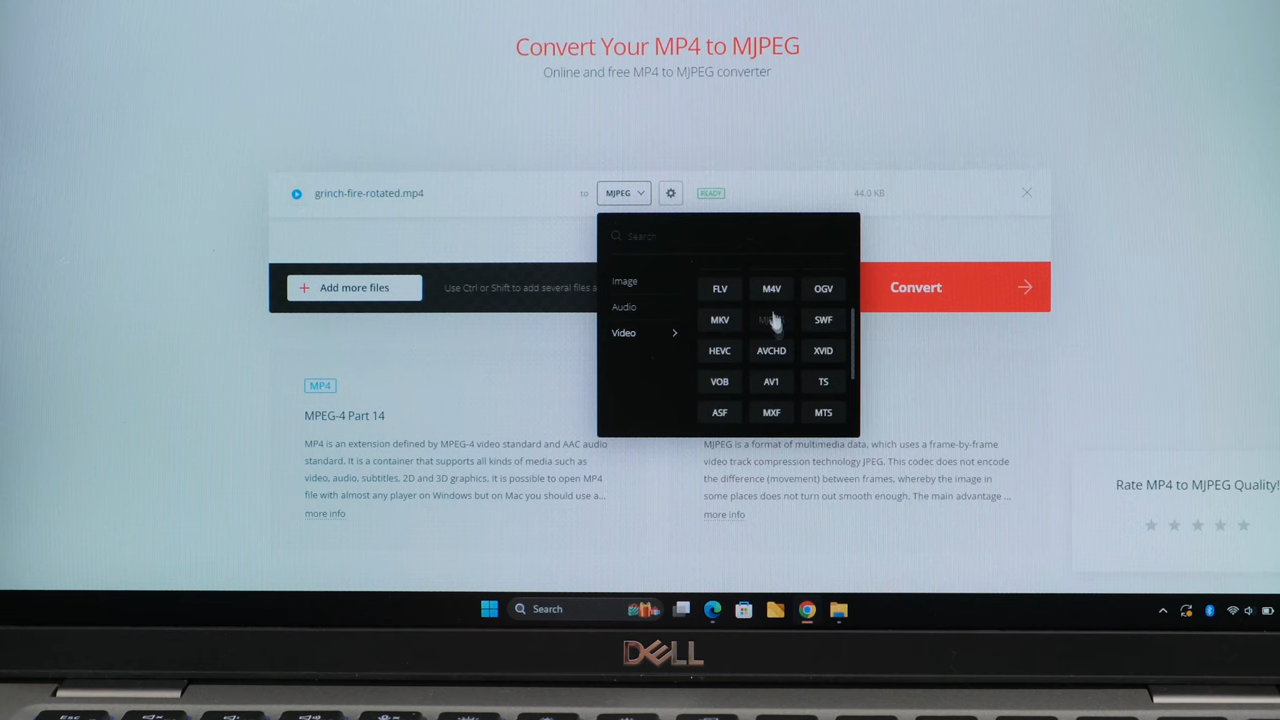 Convert Your MP4 to MJPEG
Online and free MP4 to MJPEG converter
grinch-fire-rotated.mp4 to MJPEG READY 44.0 KB
Search
Image
Audio
Video
FLV M4V OGV
MKV SWF
HEVC AVCHD XVID
VOB AV1 TS
ASF MXF MTS
Add more files
Use Ctrl or Shift to add several files a
Convert
MP4
MPEG-4 Part 14
MP4 is an extension defined by MPEG-4 video standard and AAC audio
standard. It is a container that supports all kinds of media such as
video, audio, subtitles, 2D and 3D graphics. It is possible to open MP4
file with almost any player on Windows but on Mac you should use a...
more info
MJPEG is a format of multimedia data, which uses a frame-by-frame
video track compression technology JPEG. This codec does not encode
the difference (movement) between frames, whereby the image in
some places does not turn out smooth enough. The main advantage ...
more info
Rate MP4 to MJPEG Quality!
Search
DELL
Esc